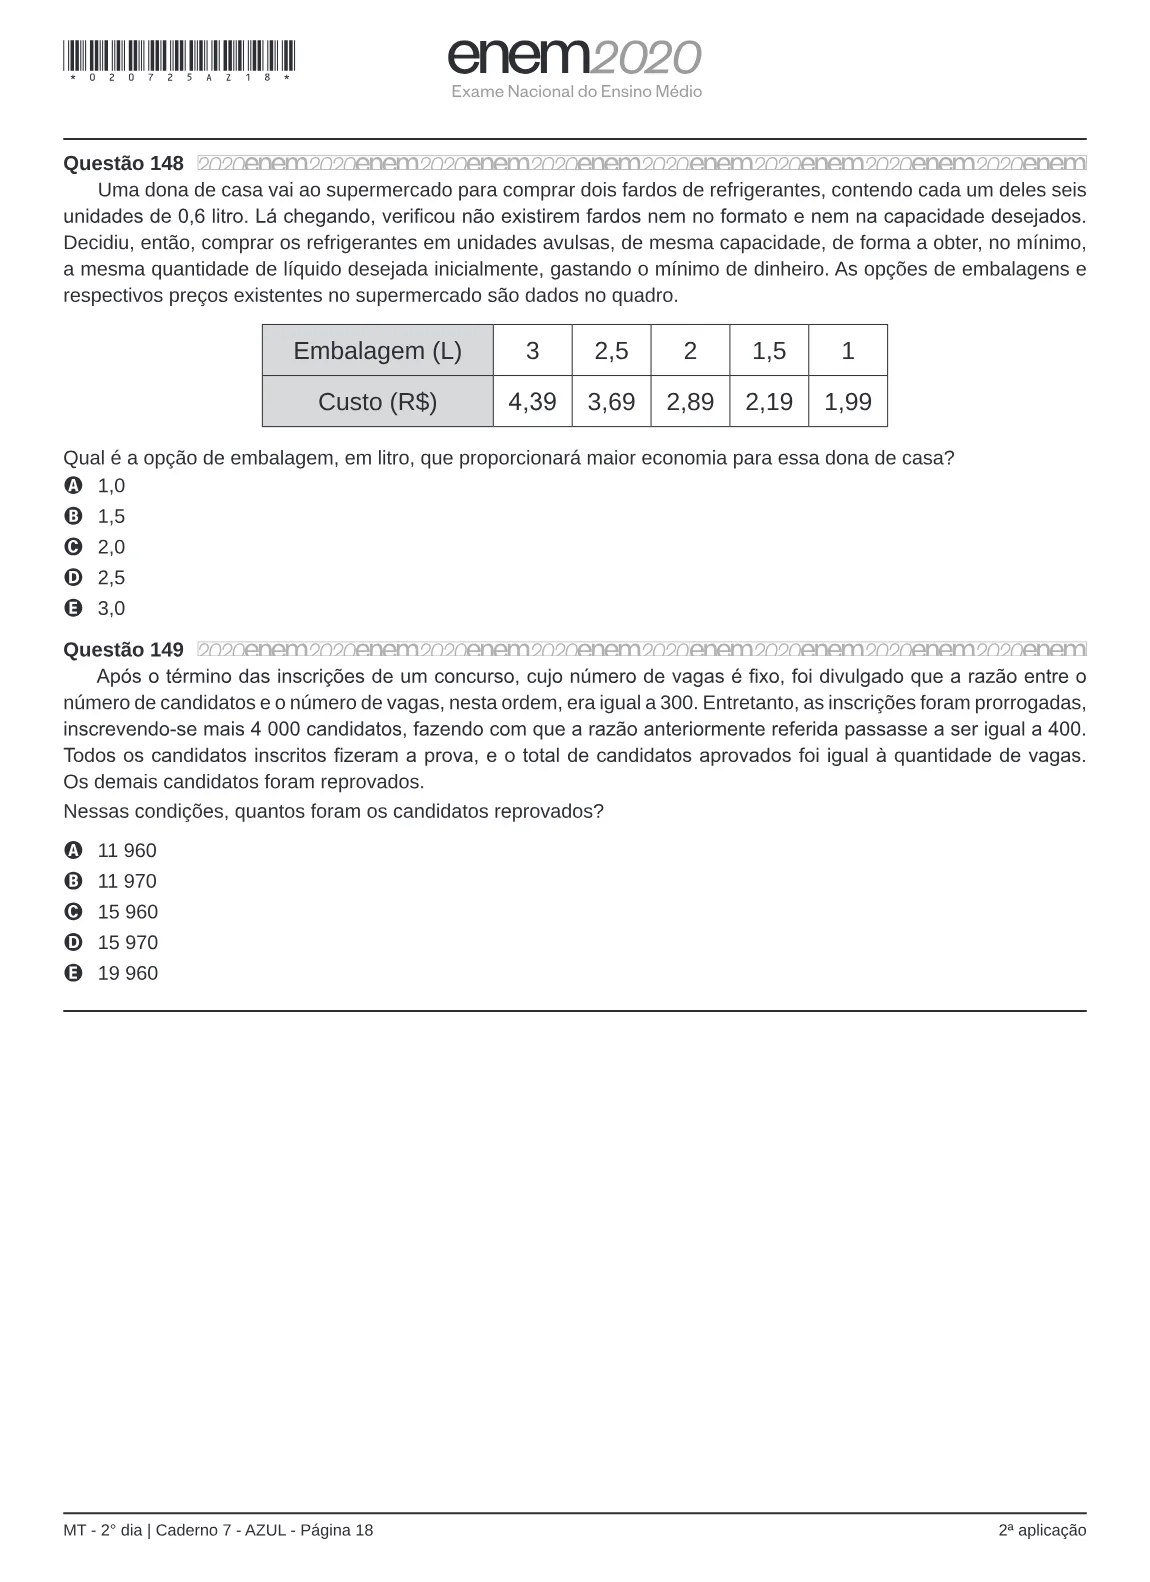 *020725AZ18*
enem2020
Exame Nacional do Ensino Médio
Questão 148 2020enem2020enem2020enem2020enem2020enem2020enem2020enem2020enem
Uma dona de casa vai ao supermercado para comprar dois fardos de refrigerantes, contendo cada um deles seis
unidades de 0,6 litro. Lá chegando, verificou não existirem fardos nem no formato e nem na capacidade desejados.
Decidiu, então, comprar os refrigerantes em unidades avulsas, de mesma capacidade, de forma a obter, no mínimo,
a mesma quantidade de líquido desejada inicialmente, gastando o mínimo de dinheiro. As opções de embalagens e
respectivos preços existentes no supermercado são dados no quadro.
Embalagem (L) 3 2,5 2 1,5 1
Custo (R$) 4,39 3,69 2,89 2,19 1,99
Qual é a opção de embalagem, em litro, que proporcionará maior economia para essa dona de casa?
A 1,0
B 1,5
C 2,0
D 2,5
E 3,0
Questão 149 2020enem2020enem2020enem2020enem2020enem2020enem2020enem2020enem
Após o término das inscrições de um concurso, cujo número de vagas é fixo, foi divulgado que a razão entre o
número de candidatos e o número de vagas, nesta ordem, era igual a 300. Entretanto, as inscrições foram prorrogadas,
inscrevendo-se mais 4 000 candidatos, fazendo com que a razão anteriormente referida passasse a ser igual a 400.
Todos os candidatos inscritos fizeram a prova, e o total de candidatos aprovados foi igual à quantidade de vagas.
Os demais candidatos foram reprovados.
Nessas condições, quantos foram os candidatos reprovados?
A 11 960
B 11 970
C 15 960
D 15 970
E 19 960
MT - 2° dia | Caderno 7 - AZUL - Página 18
2ª aplicação